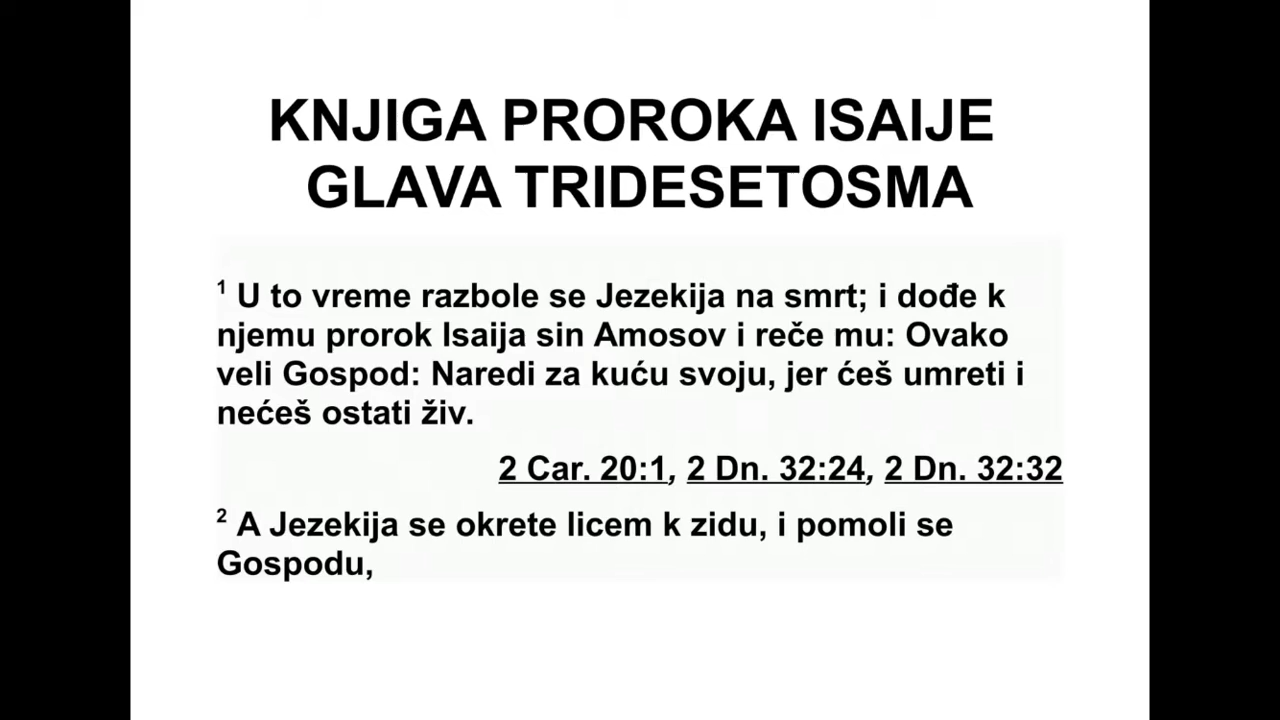 KNJIGA PROROKA ISAIJE
GLAVA TRIDESETOSMA
1 U to vreme razbole se Jezekija na smrt; i dođe k
njemu prorok Isaija sin Amosov i reče mu: Ovako
veli Gospod: Naredi za kuću svoju, jer ćeš umreti i
nećeš ostati živ.
2 Car. 20:1, 2 Dn. 32:24, 2 Dn. 32:32
2 A Jezekija se okrete licem k zidu, i pomoli se
Gospodu,